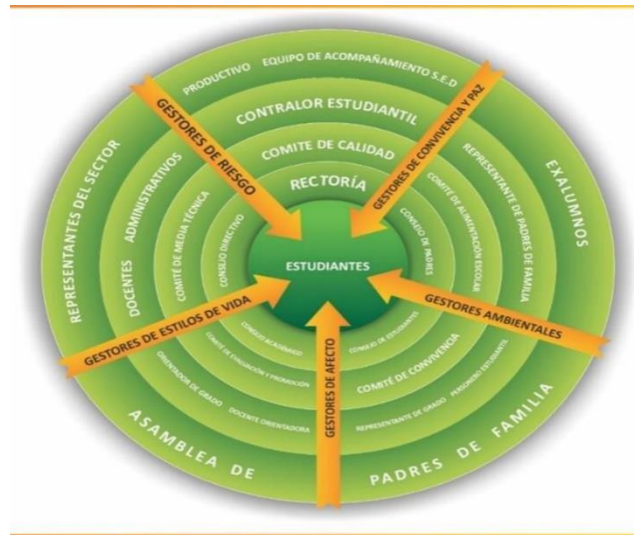 EQUIPO DE ACOMPAÑAMIENTO S.E.D
REPRESENTANTES DEL SECTOR PRODUCTIVO
EXALUMNOS
ASAMBLEA DE PADRES DE FAMILIA
CONTRALOR ESTUDIANTIL
DOCENTES ADMINISTRATIVOS
REPRESENTANTE DE PADRES DE FAMILIA
ORIENTADOR DE GRADO
DOCENTE ORIENTADORA
REPRESENTANTE DE GRADO
PERSONERO ESTUDIANTIL
COMITE DE CALIDAD
COMITÉ DE MEDIA TÉCNICA
COMITÉ DE ALIMENTACIÓN ESCOLAR
COMITÉ DE EVALUACIÓN Y PROMOCIÓN
COMITÉ DE CONVIVENCIA
RECTORÍA
CONSEJO DIRECTIVO
CONSEJO DE PADRES
CONSEJO ACADÉMICO
CONSEJO DE ESTUDIANTES
ESTUDIANTES
GESTORES DE RIESGO
GESTORES DE CONVIVENCIA Y PAZ
GESTORES DE ESTILOS DE VIDA
GESTORES AMBIENTALES
GESTORES DE AFECTO